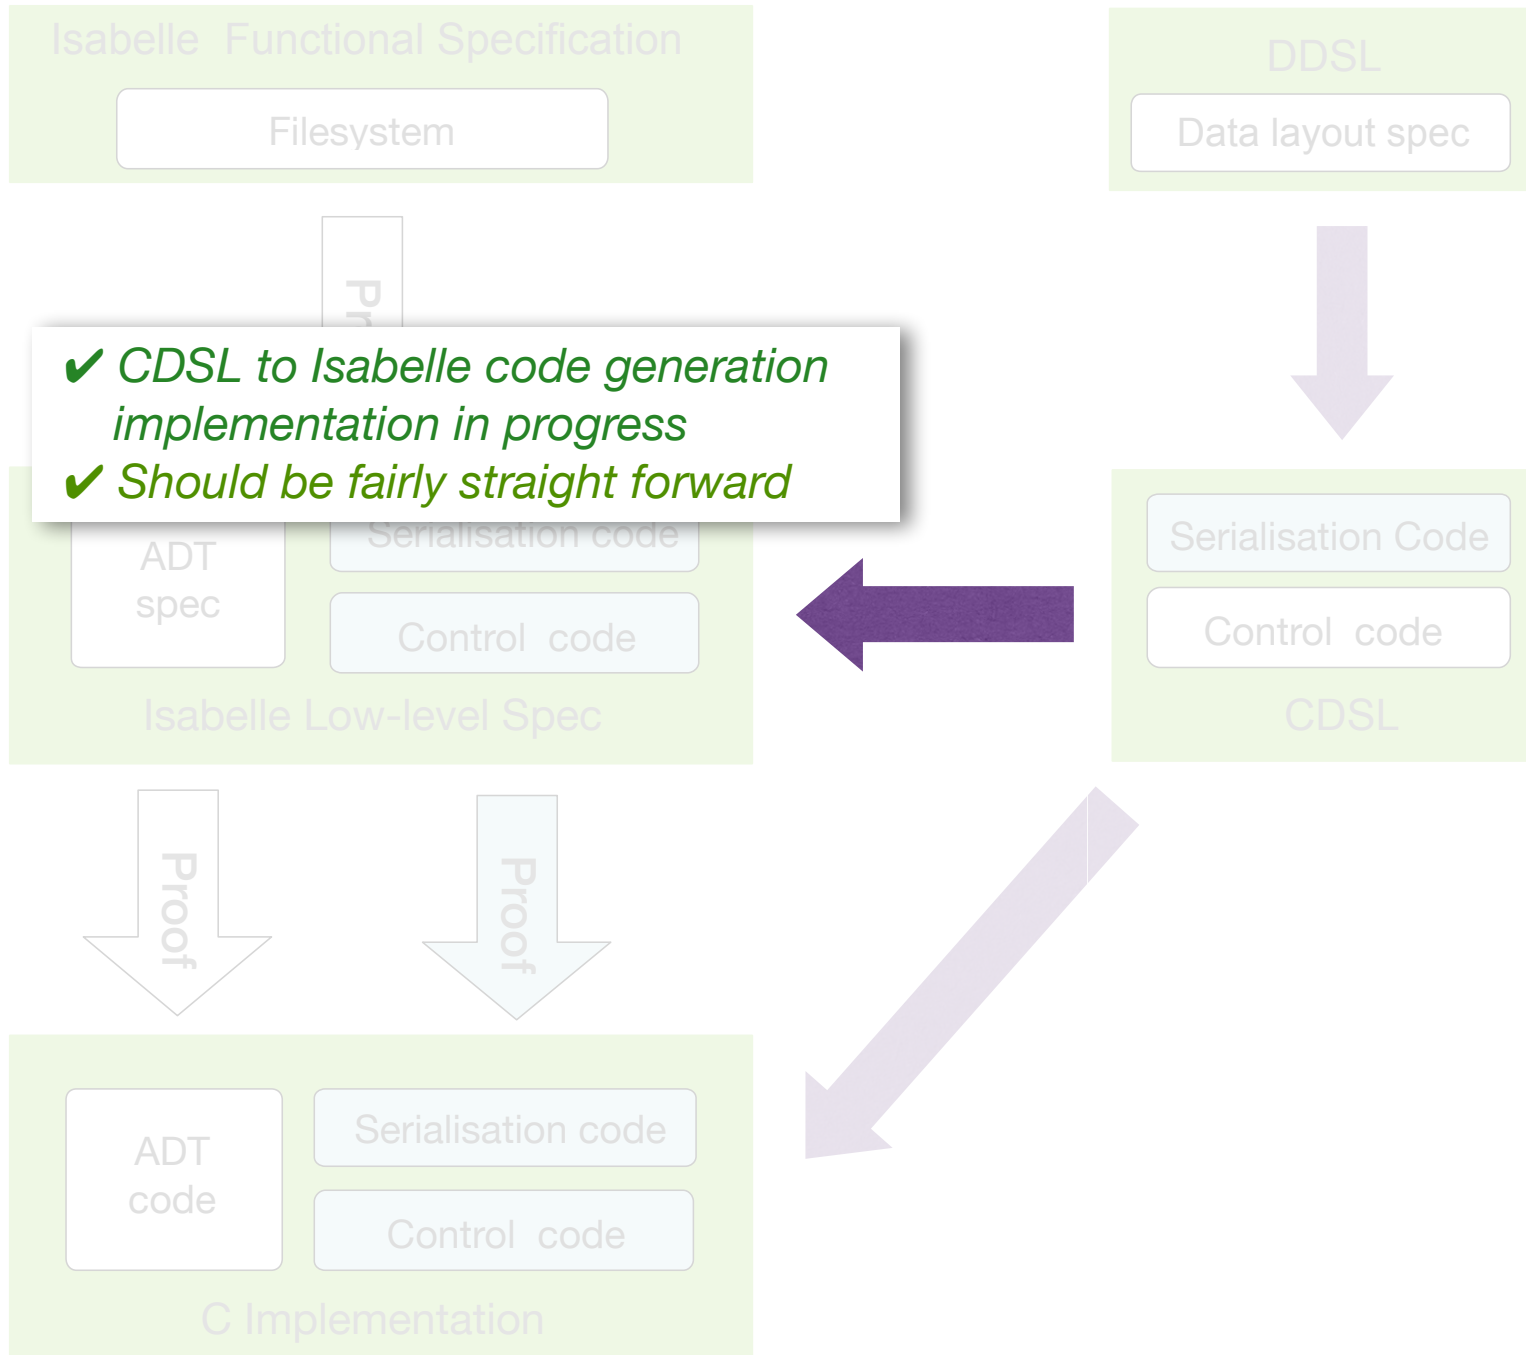 Isabelle Functional Specification
Filesystem
DDSL
Data layout spec
✔ CDSL to Isabelle code generation
implementation in progress
✔ Should be fairly straight forward
ADT
spec
Serialisation code
Control code
Isabelle Low-level Spec
Serialisation Code
Control code
CDSL
Proof
Proof
ADT
code
Serialisation code
Control code
C Implementation